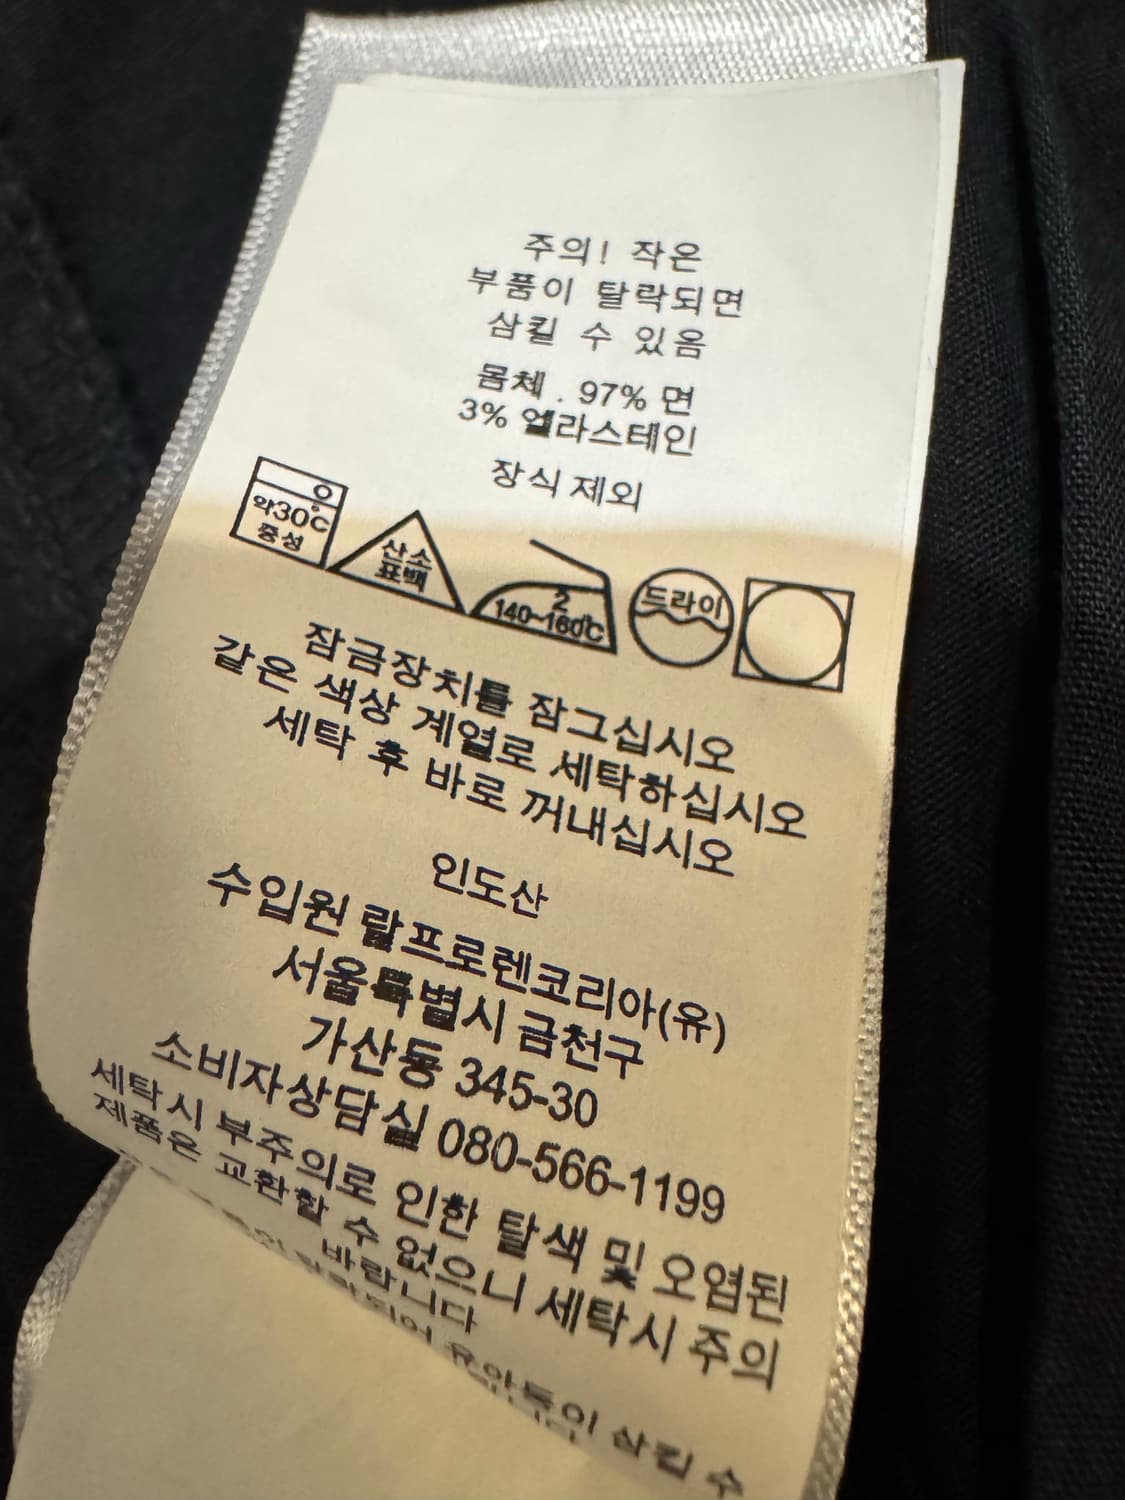 주의! 작은
부품이 탈락되면
삼킬 수 있음
몸체 . 97% 면
3% 엘라스테인
장식 제외
약30℃
중성
산소
표백
2
140~160℃
드라이
잠금장치를 잠그십시오
같은 색상 계열로 세탁하십시오
세탁 후 바로 꺼내십시오
인도산
수입원 랄프로렌코리아(유)
서울특별시 금천구
가산동 345-30
소비자상담실 080-566-1199
세탁시 부주의로 인한 탈색 및 오염된
제품은 교환할 수 없으니 세탁시 주의
바랍니다
유아등이 삼킬 수